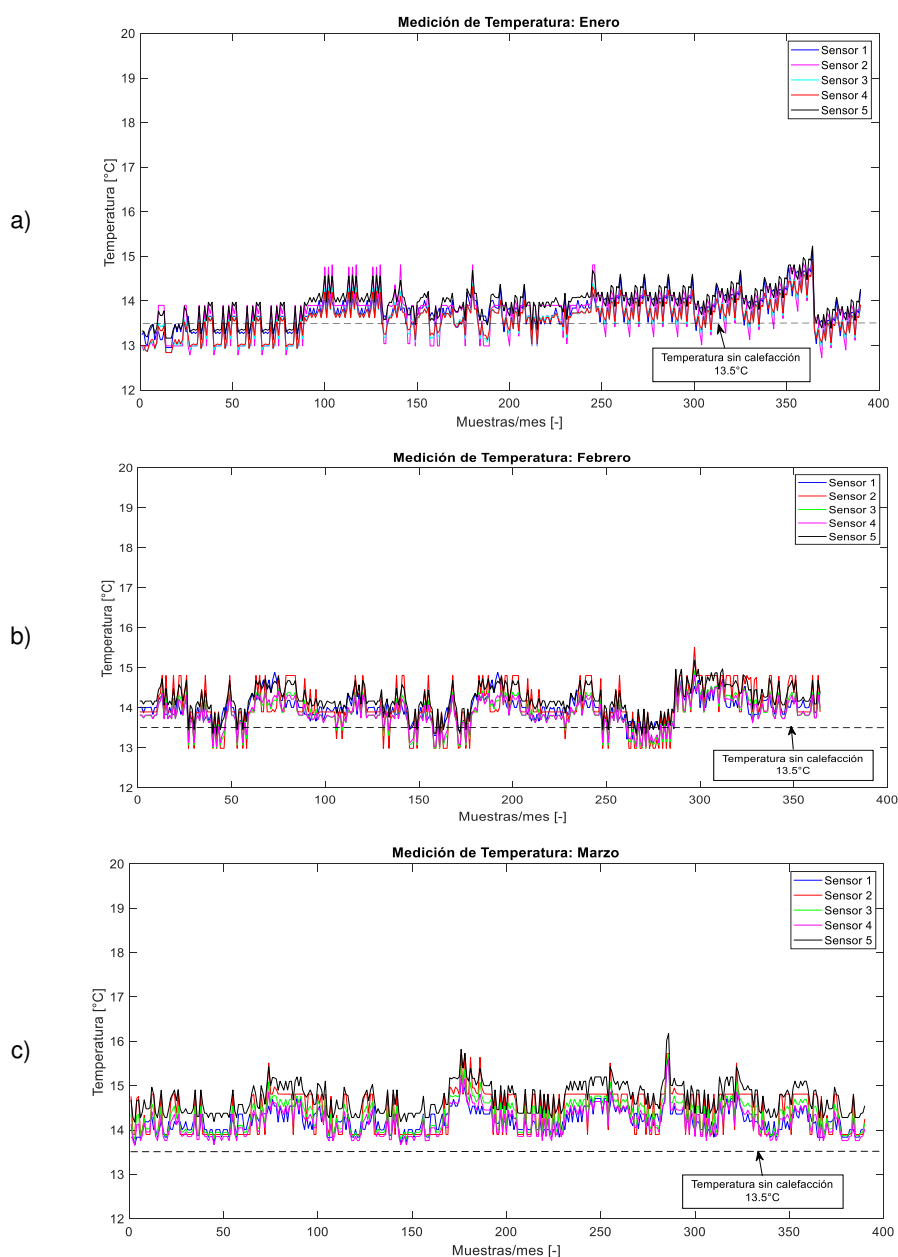 a)
Medición de Temperatura: Enero
Temperatura [°C]
20
19
18
17
16
15
14
13
12
Sensor 1
Sensor 2
Sensor 3
Sensor 4
Sensor 5
Temperatura sin calefacción
13.5°C
0 50 100 150 200 250 300 350 400
Muestras/mes [-]
b)
Medición de Temperatura: Febrero
Temperatura [°C]
20
19
18
17
16
15
14
13
12
Sensor 1
Sensor 2
Sensor 3
Sensor 4
Sensor 5
Temperatura sin calefacción
13.5°C
0 50 100 150 200 250 300 350 400
Muestras/mes [-]
c)
Medición de Temperatura: Marzo
Temperatura [°C]
20
19
18
17
16
15
14
13
12
Sensor 1
Sensor 2
Sensor 3
Sensor 4
Sensor 5
Temperatura sin calefacción
13.5°C
0 50 100 150 200 250 300 350 400
Muestras/mes [-]